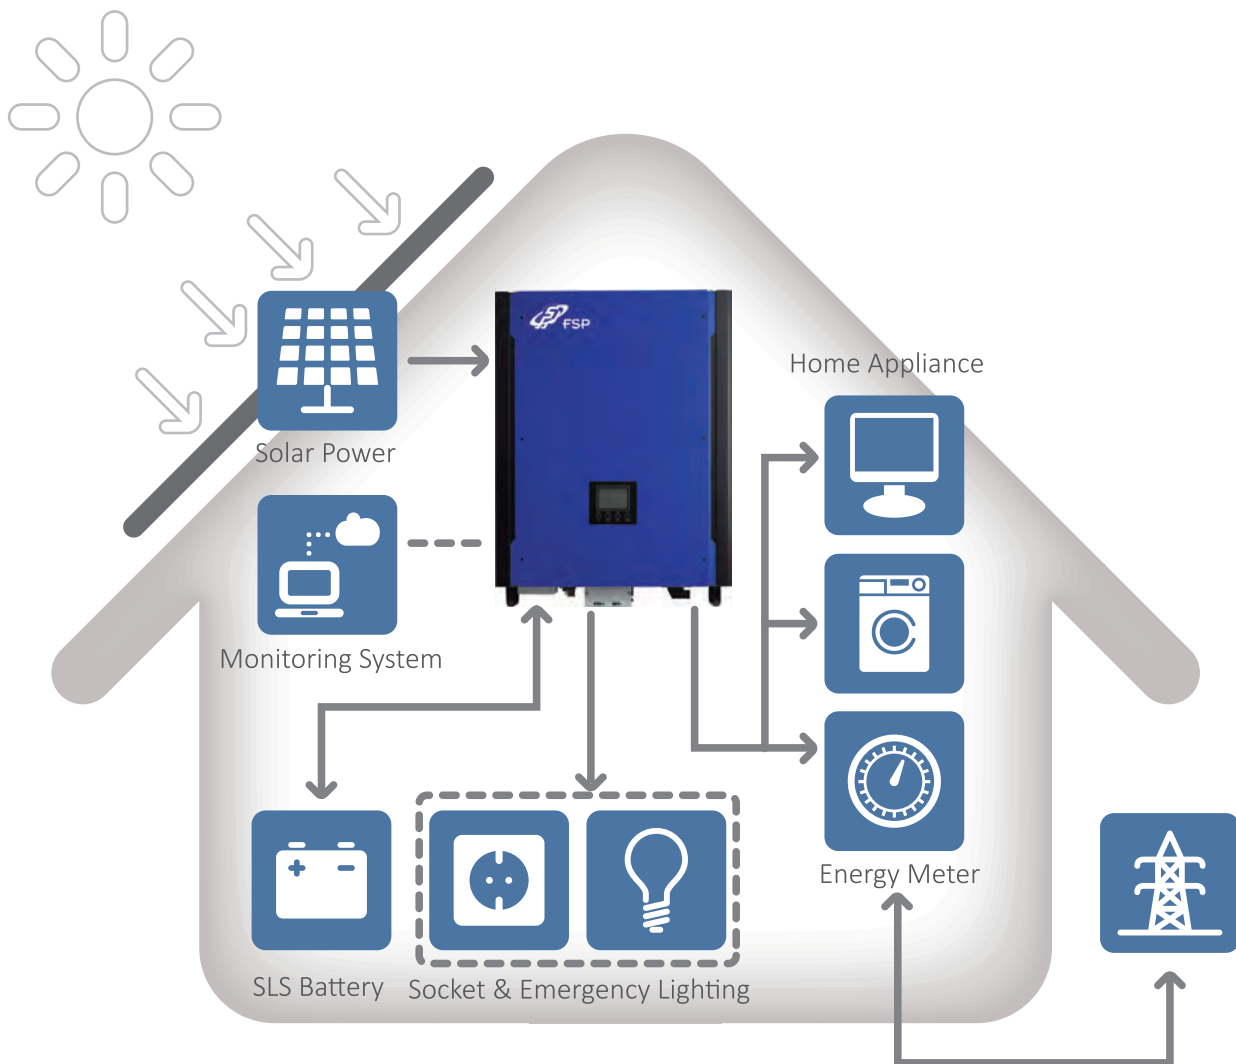 FSP
Home Appliance
Solar Power
Monitoring System
Energy Meter
SLS Battery
Socket & Emergency Lighting